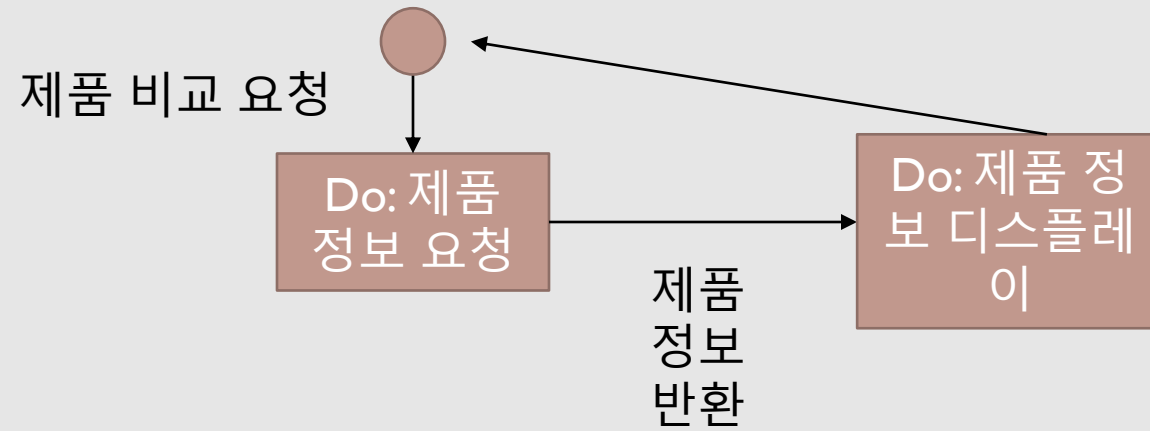 제품 비교 요청
Do: 제품
정보 요청
제품
정보
반환
Do: 제품 정
보 디스플레
이